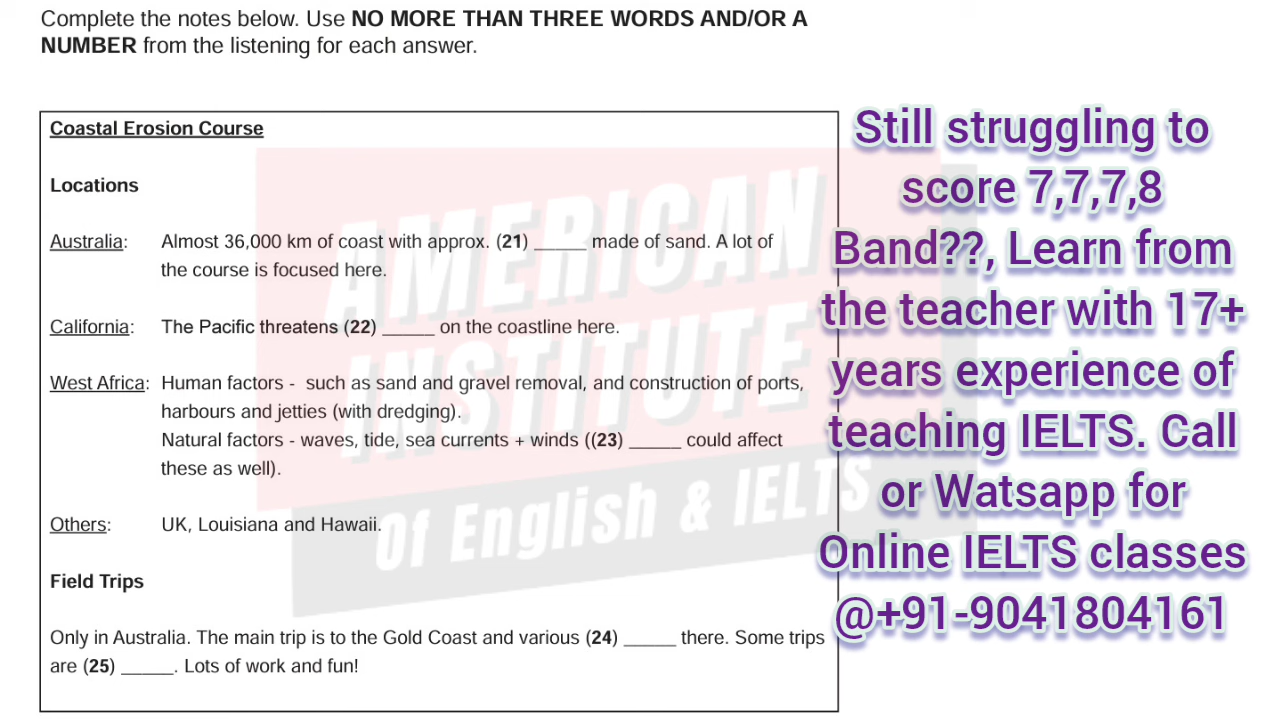 Complete the notes below. Use NO MORE THAN THREE WORDS AND/OR A
NUMBER from the listening for each answer.
Coastal Erosion Course
Locations
Australia: Almost 36,000 km of coast with approx. (21) _____ made of sand. A lot of
the course is focused here.
California: The Pacific threatens (22) _____ on the coastline here.
West Africa: Human factors - such as sand and gravel removal, and construction of ports,
harbours and jetties (with dredging).
Natural factors - waves, tide, sea currents + winds ((23) _____ could affect
these as well).
Others: UK, Louisiana and Hawaii.
Field Trips
Only in Australia. The main trip is to the Gold Coast and various (24) _____ there. Some trips
are (25) _____. Lots of work and fun!
AMERICAN
INSTITUTE
Of English & IELTS
Still struggling to
score 7,7,7,8
Band??, Learn from
the teacher with 17+
years experience of
teaching IELTS. Call
or Watsapp for
Online IELTS classes
@+91-9041804161